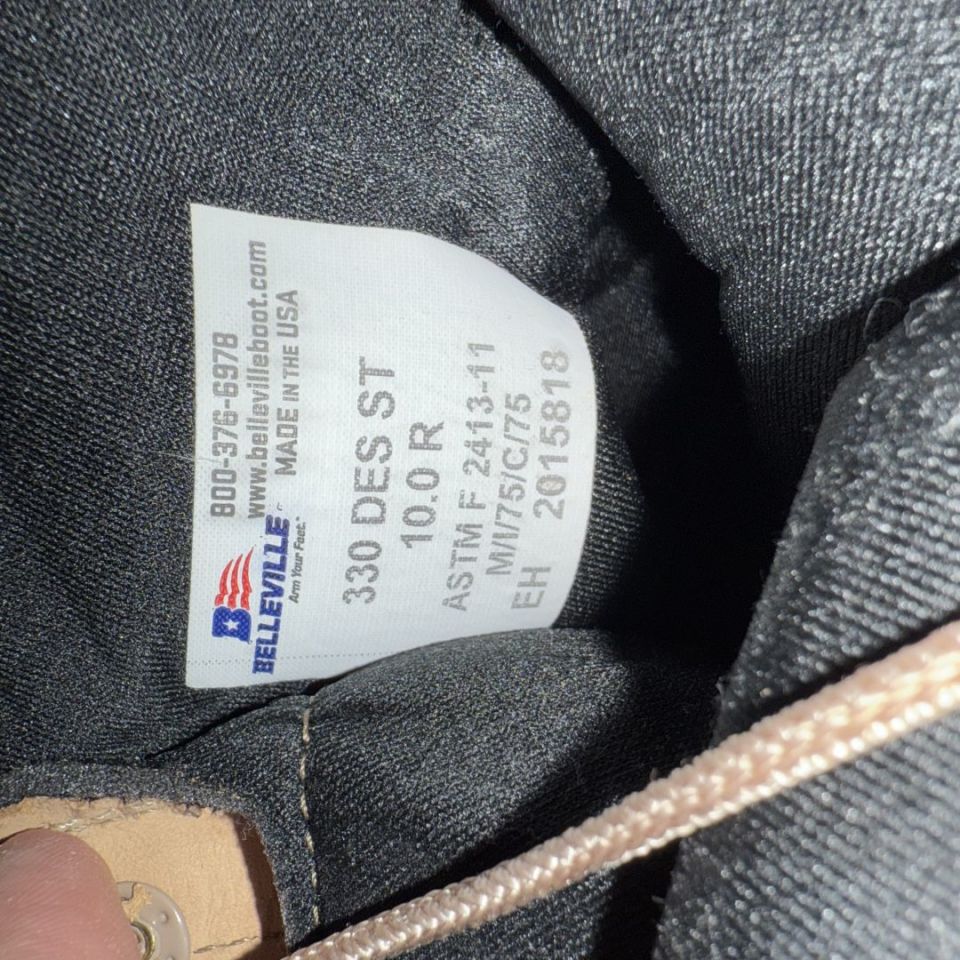 BELLEVILLE
Arm Your Feet.™
800-376-6978
www.bellevilleboot.com
MADE IN THE USA
330 DES ST
10.0 R
ASTM F 2413-11
M/I/75/C/75
EH 2015818